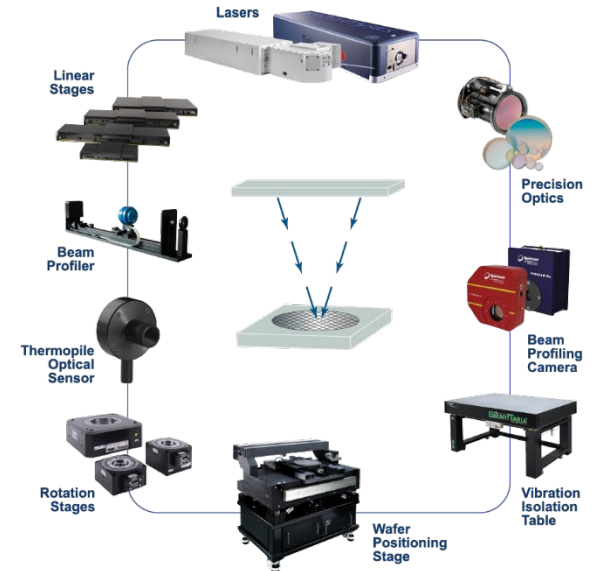 Lasers
Linear
Stages
Precision
Optics
Beam
Profiler
Beam
Profiling
Camera
Thermopile
Optical
Sensor
SMARTTABLE
Rotation
Stages
Wafer
Positioning
Stage
Vibration
Isolation
Table